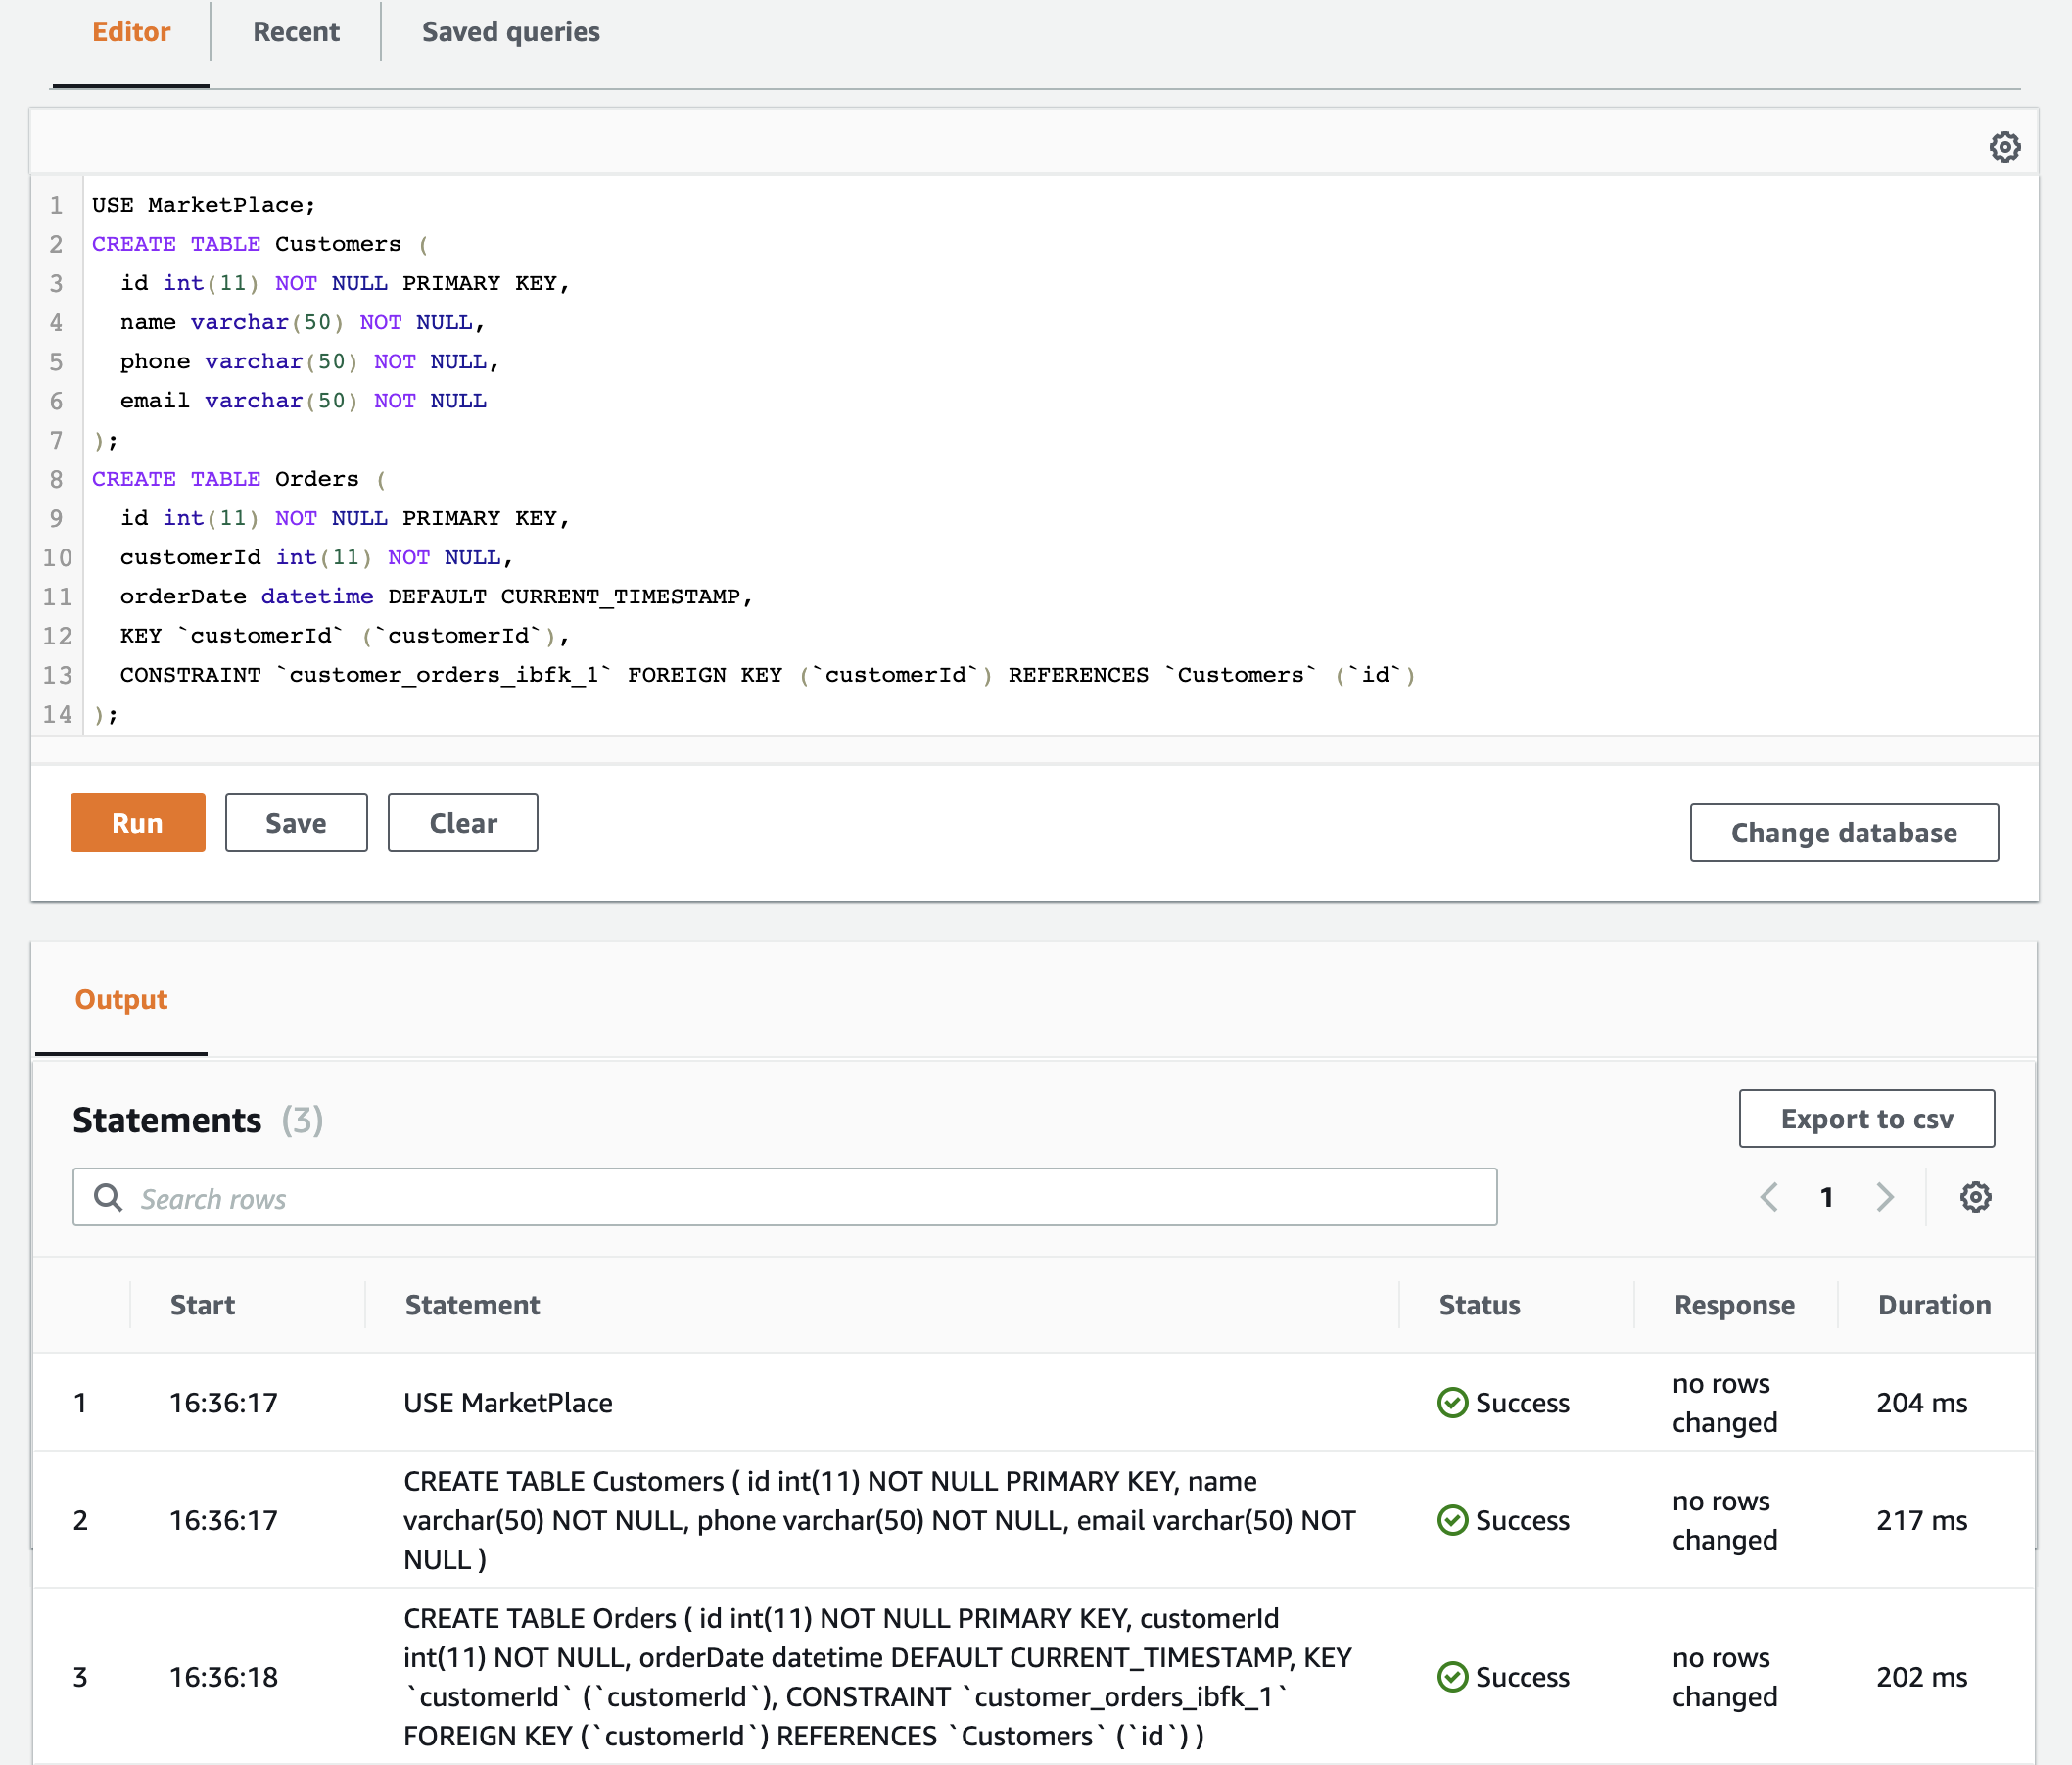 Editor
Recent
Saved queries
1 USE MarketPlace;
2 CREATE TABLE Customers (
3   id int(11) NOT NULL PRIMARY KEY,
4   name varchar(50) NOT NULL,
5   phone varchar(50) NOT NULL,
6   email varchar(50) NOT NULL
7 );
8 CREATE TABLE Orders (
9   id int(11) NOT NULL PRIMARY KEY,
10   customerId int(11) NOT NULL,
11   orderDate datetime DEFAULT CURRENT_TIMESTAMP,
12   KEY `customerId` (`customerId`),
13   CONSTRAINT `customer_orders_ibfk_1` FOREIGN KEY (`customerId`) REFERENCES `Customers` (`id`)
14 );
Run
Save
Clear
Change database
Output
Statements (3)
Export to csv
Search rows
1
Start
Statement
Status
Response
Duration
1
16:36:17
USE MarketPlace
Success
no rows
changed
204 ms
2
16:36:17
CREATE TABLE Customers ( id int(11) NOT NULL PRIMARY KEY, name
varchar(50) NOT NULL, phone varchar(50) NOT NULL, email varchar(50) NOT
NULL )
Success
no rows
changed
217 ms
3
16:36:18
CREATE TABLE Orders ( id int(11) NOT NULL PRIMARY KEY, customerId
int(11) NOT NULL, orderDate datetime DEFAULT CURRENT_TIMESTAMP, KEY
`customerId` (`customerId`), CONSTRAINT `customer_orders_ibfk_1`
FOREIGN KEY (`customerId`) REFERENCES `Customers` (`id`) )
Success
no rows
changed
202 ms